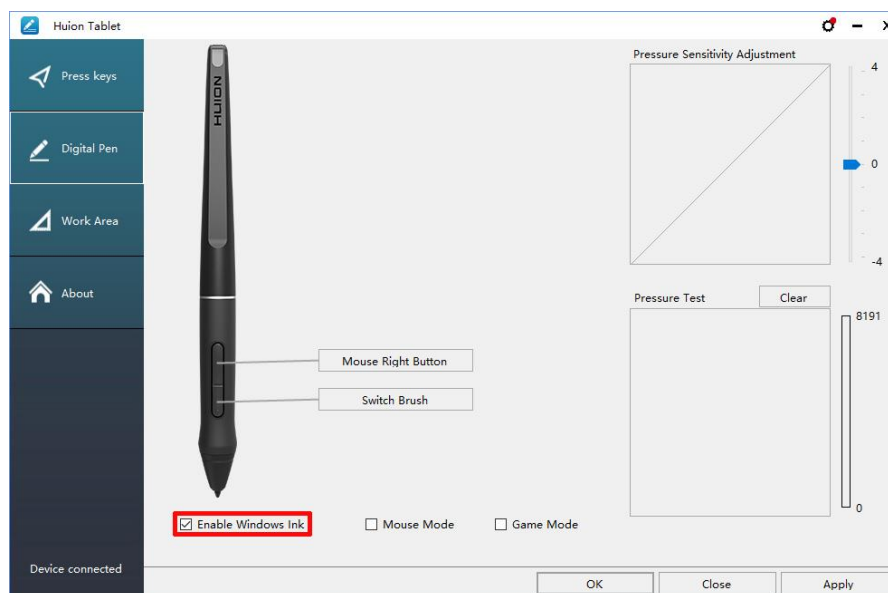 Huion Tablet
Press keys
Digital Pen
Work Area
About
Device connected
HUION
Mouse Right Button
Switch Brush
Enable Windows Ink
Mouse Mode
Game Mode
Pressure Sensitivity Adjustment
4
0
-4
Pressure Test
Clear
8191
0
OK
Close
Apply